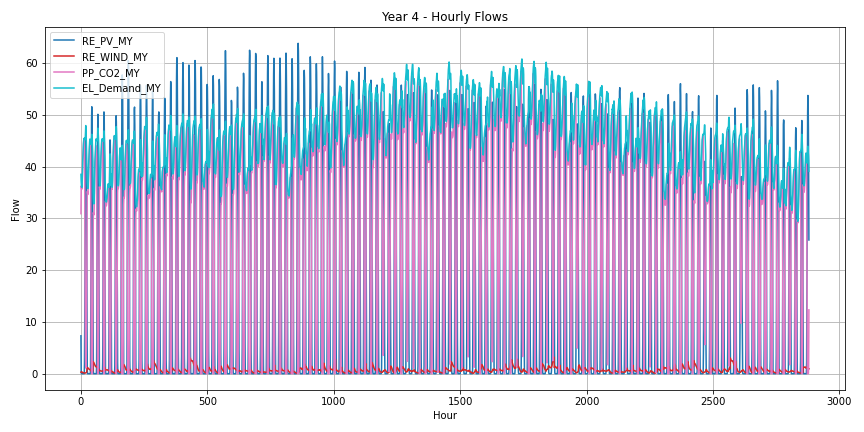 Year 4 - Hourly Flows
RE_PV_MY
RE_WIND_MY
PP_CO2_MY
EL_Demand_MY
Flow
60
50
40
30
20
10
0
0
500
1000
1500
2000
2500
3000
Hour